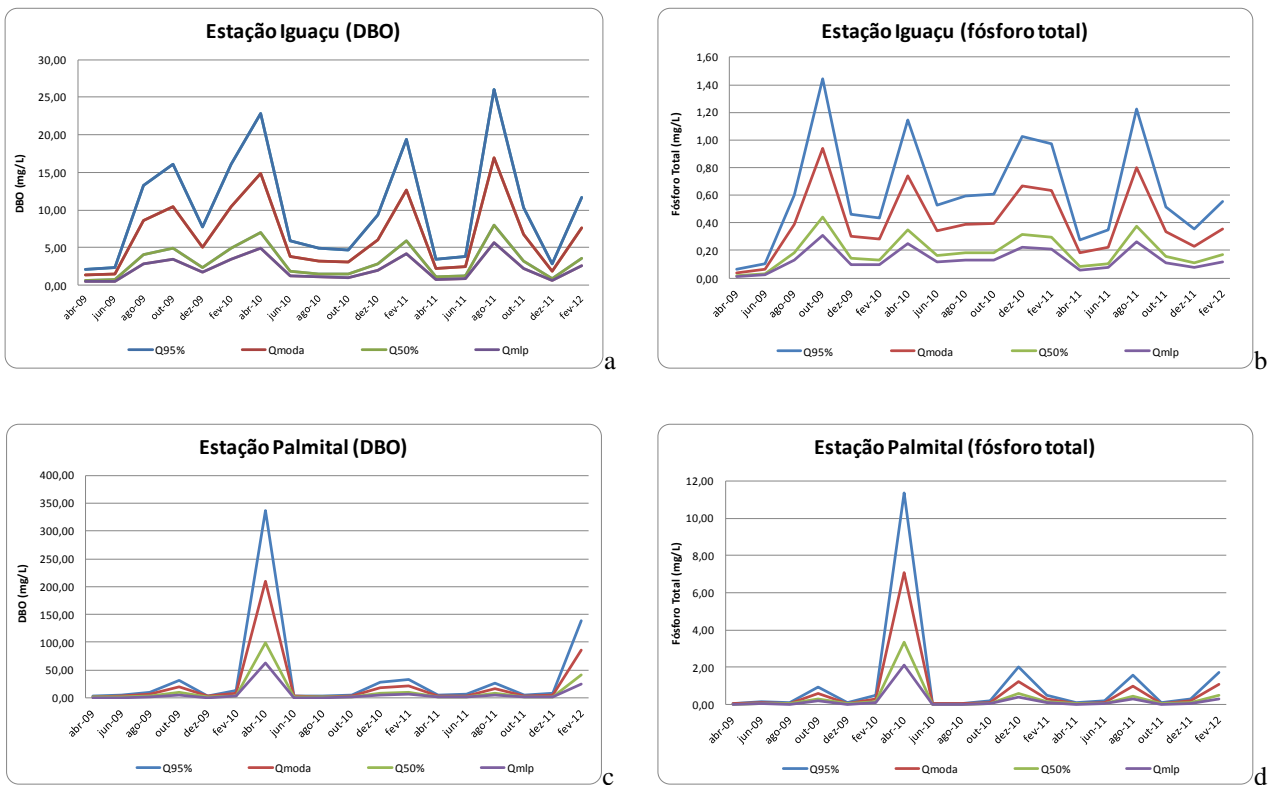 Estação Iguaçu (DBO)
30,00
25,00
20,00
15,00
10,00
5,00
0,00
DBO (mg/L)
abr-09
jun-09
ago-09
out-09
dez-09
fev-10
abr-10
jun-10
ago-10
out-10
dez-10
fev-11
abr-11
jun-11
ago-11
out-11
dez-11
fev-12
Q95% Qmoda Q50% Qmlp
a
Estação Iguaçu (fósforo total)
1,60
1,40
1,20
1,00
0,80
0,60
0,40
0,20
0,00
Fósforo Total (mg/L)
abr-09
jun-09
ago-09
out-09
dez-09
fev-10
abr-10
jun-10
ago-10
out-10
dez-10
fev-11
abr-11
jun-11
ago-11
out-11
dez-11
fev-12
Q95% Qmoda Q50% Qmlp
b
Estação Palmital (DBO)
400,00
350,00
300,00
250,00
200,00
150,00
100,00
50,00
0,00
DBO (mg/L)
abr-09
jun-09
ago-09
out-09
dez-09
fev-10
abr-10
jun-10
ago-10
out-10
dez-10
fev-11
abr-11
jun-11
ago-11
out-11
dez-11
fev-12
Q95% Qmoda Q50% Qmlp
c
Estação Palmital (fósforo total)
12,00
10,00
8,00
6,00
4,00
2,00
0,00
Fósforo Total (mg/L)
abr-09
jun-09
ago-09
out-09
dez-09
fev-10
abr-10
jun-10
ago-10
out-10
dez-10
fev-11
abr-11
jun-11
ago-11
out-11
dez-11
fev-12
Q95% Qmoda Q50% Qmlp
d